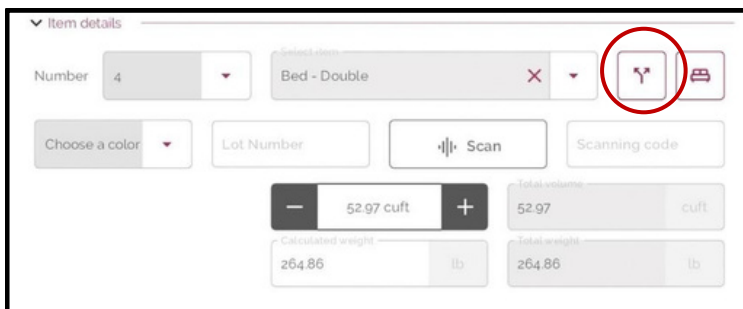 Item details
Select item
Number 4 Bed - Double
Choose a color Lot Number Scan Scanning code
Total volume
52.97 cuft 52.97 cuft
Calculated weight Total weight
264.86 lb 264.86 lb